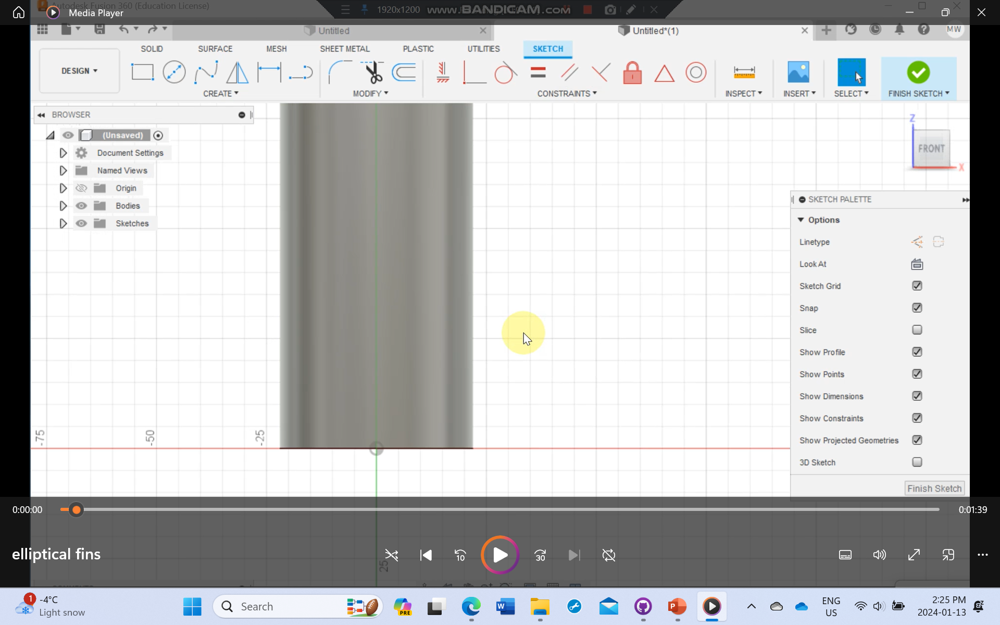 Autodesk Fusion 360 (Education License)
Media Player
1920x1200
www.BANDICAM.com
Untitled
Untitled*(1)
MW
SOLID
SURFACE
MESH
SHEET METAL
PLASTIC
UTILITIES
SKETCH
DESIGN
CREATE
MODIFY
CONSTRAINTS
INSPECT
INSERT
SELECT
FINISH SKETCH
BROWSER
(Unsaved)
Document Settings
Named Views
Origin
Bodies
Sketches
Z
FRONT
X
SKETCH PALETTE
Options
Linetype
Look At
Sketch Grid
Snap
Slice
Show Profile
Show Points
Show Dimensions
Show Constraints
Show Projected Geometries
3D Sketch
Finish Sketch
-75
-50
-25
25
0:00:00
0:01:39
elliptical fins
10
30
1
-4°C
Light snow
Search
PRE
W
P
ENG
US
2:25 PM
2024-01-13